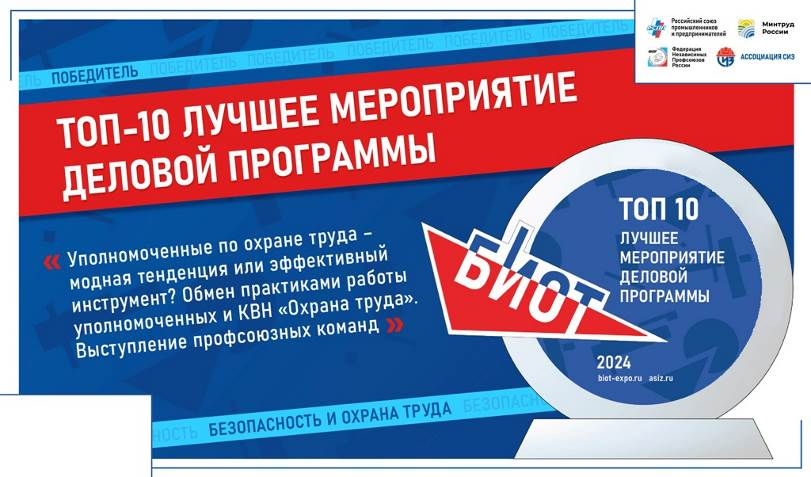 Российский союз
промышленников
и предпринимателей
Минтруд
России
ФНПР
Федерация
Независимых
Профсоюзов
России
СИЗ
АССОЦИАЦИЯ СИЗ
ПОБЕДИТЕЛЬ ПОБЕДИТЕЛЬ ПОБЕДИТЕЛЬ ПОБЕДИТЕЛЬ ПОБЕДИТЕЛЬ
ТОП-10 ЛУЧШЕЕ МЕРОПРИЯТИЕ
ДЕЛОВОЙ ПРОГРАММЫ
« Уполномоченные по охране труда –
модная тенденция или эффективный
инструмент? Обмен практиками работы
уполномоченных и КВН «Охрана труда».
Выступление профсоюзных команд »
БИОТ
ТОП 10
ЛУЧШЕЕ
МЕРОПРИЯТИЕ
ДЕЛОВОЙ
ПРОГРАММЫ
2024
biot-expo.ru asiz.ru
НОСТЬ БЕЗОПАСНОСТЬ И ОХРАНА ТРУДА БЕЗОПАСНОСТЬ